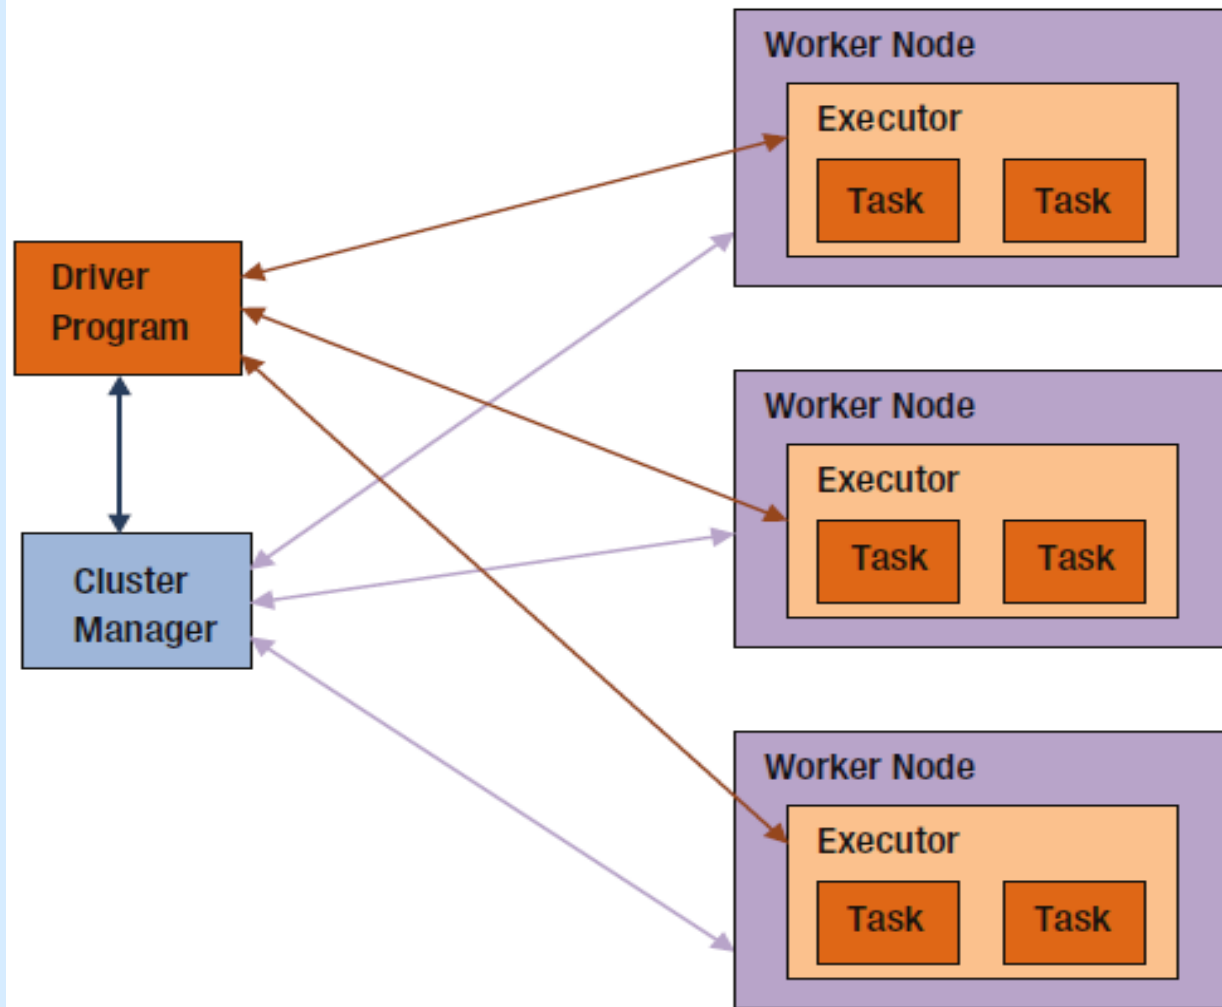 Driver
Program
Cluster
Manager
Worker Node
Executor
Task Task
Worker Node
Executor
Task Task
Worker Node
Executor
Task Task